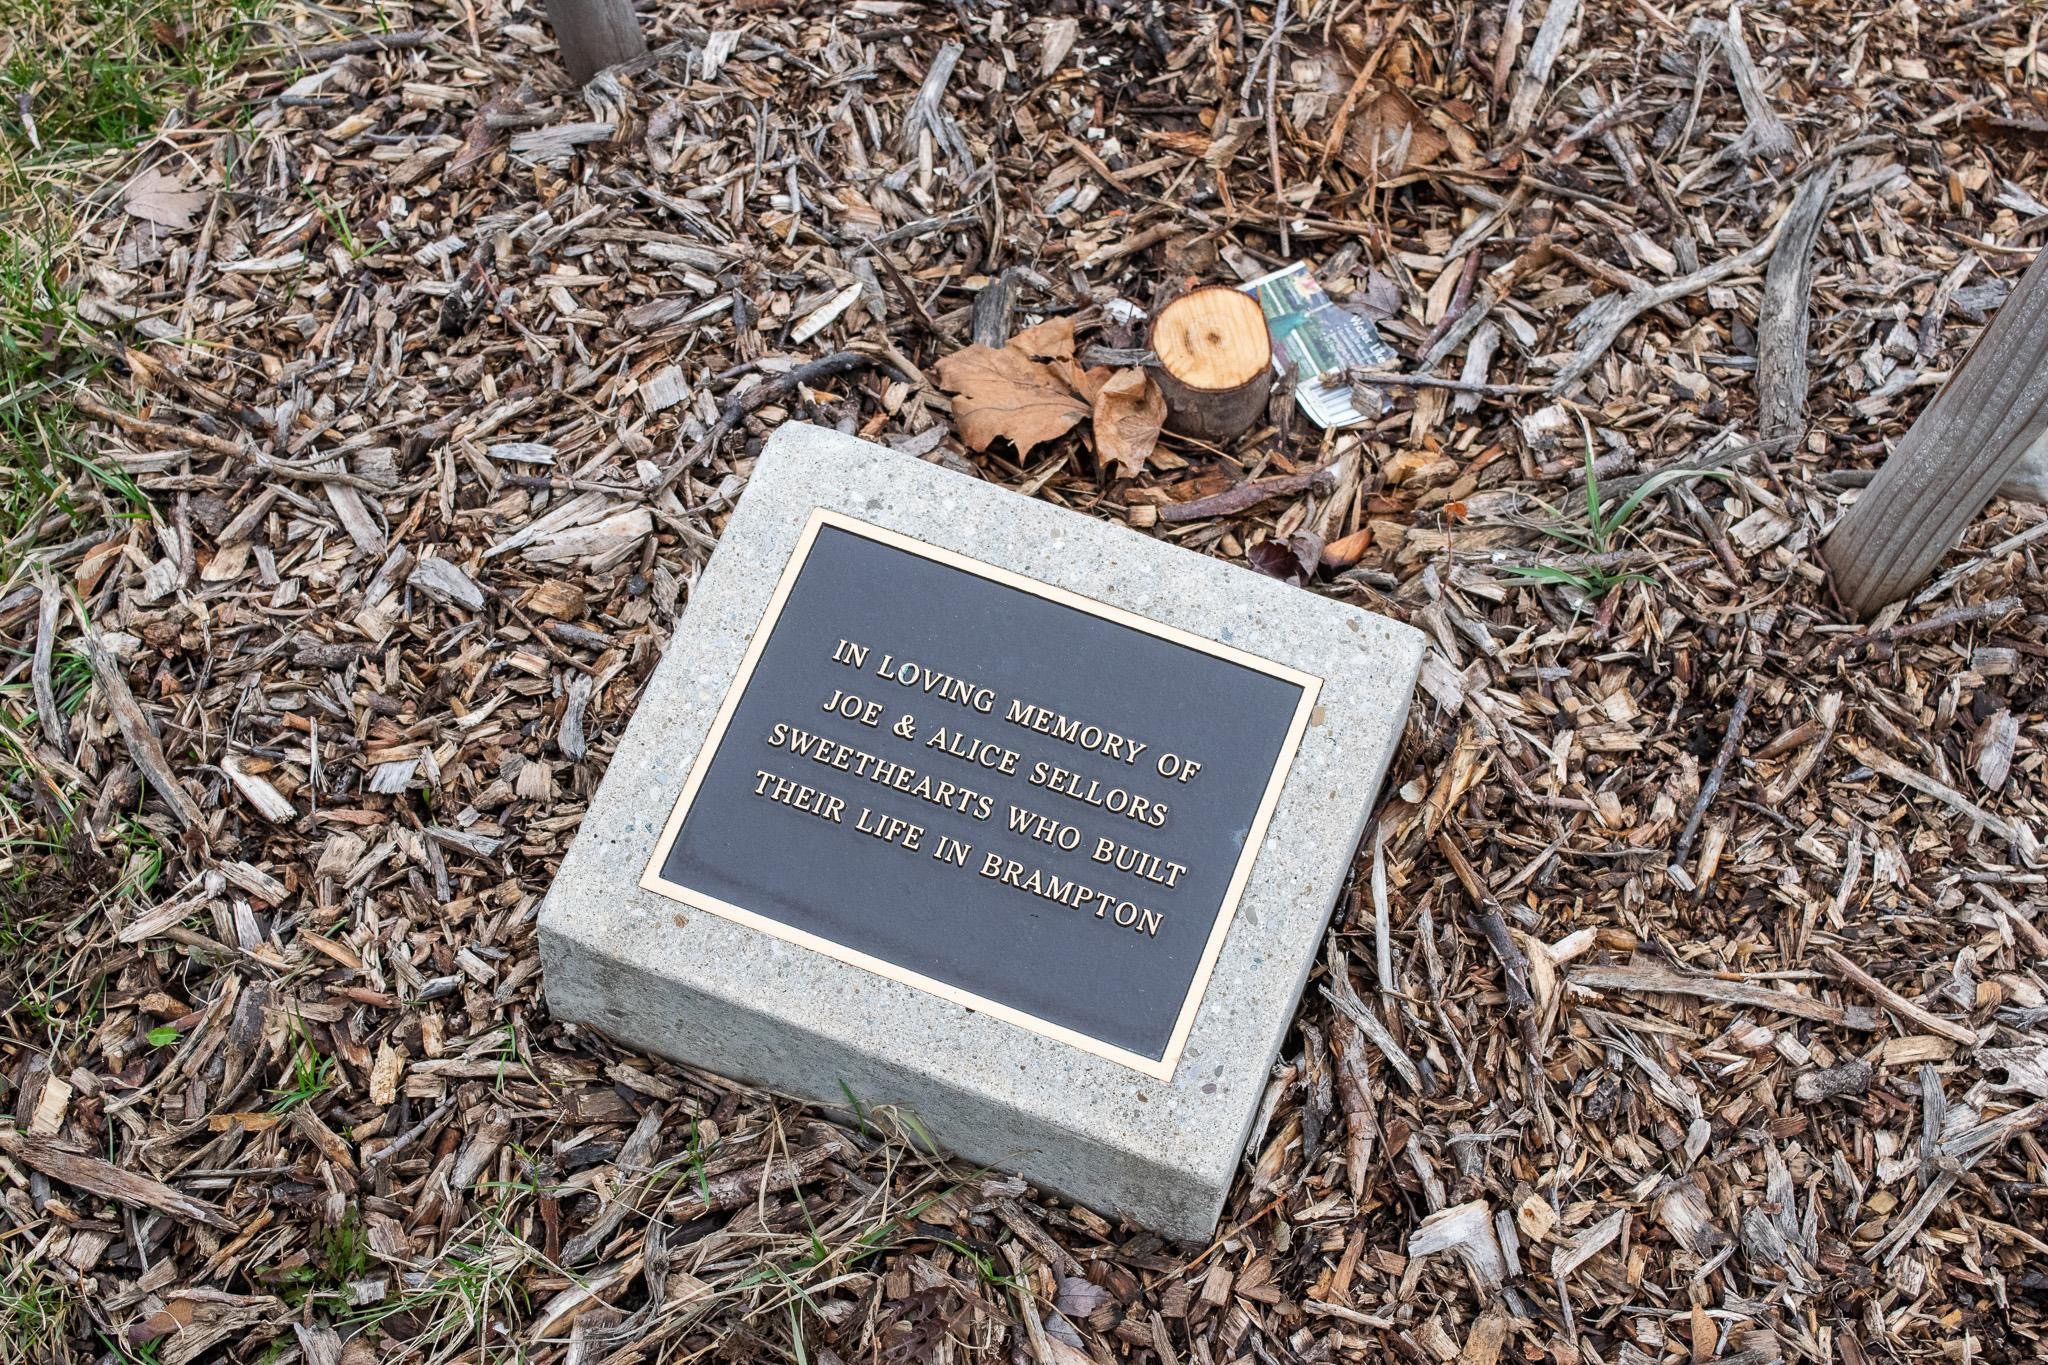 IN LOVING MEMORY OF
JOE & ALICE SELLORS
SWEETHEARTS WHO BUILT
THEIR LIFE IN BRAMPTON